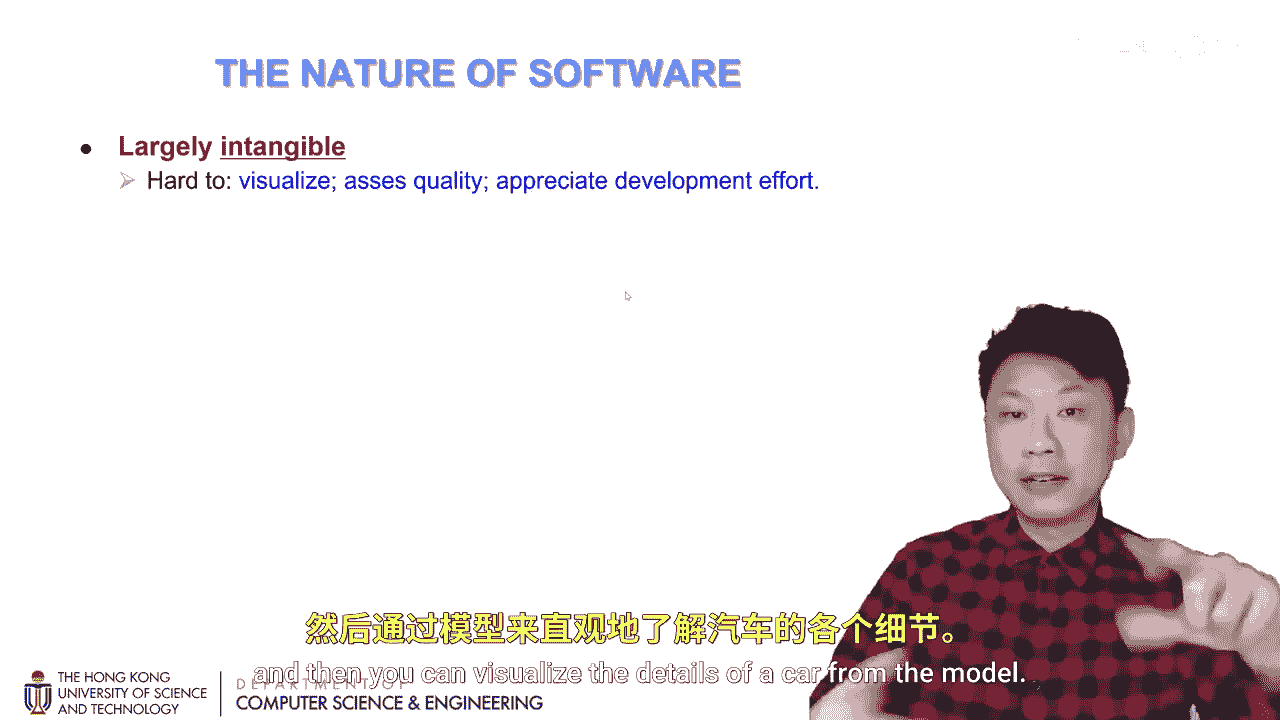 THE NATURE OF SOFTWARE
● Largely intangible
➢ Hard to: visualize; asses quality; appreciate development effort.
然后通过模型来直观地了解汽车的各个细节。
and then you can visualize the details of a car from the model.
THE HONG KONG
UNIVERSITY OF SCIENCE
AND TECHNOLOGY
DEPARTMENT OF
COMPUTER SCIENCE & ENGINEERING